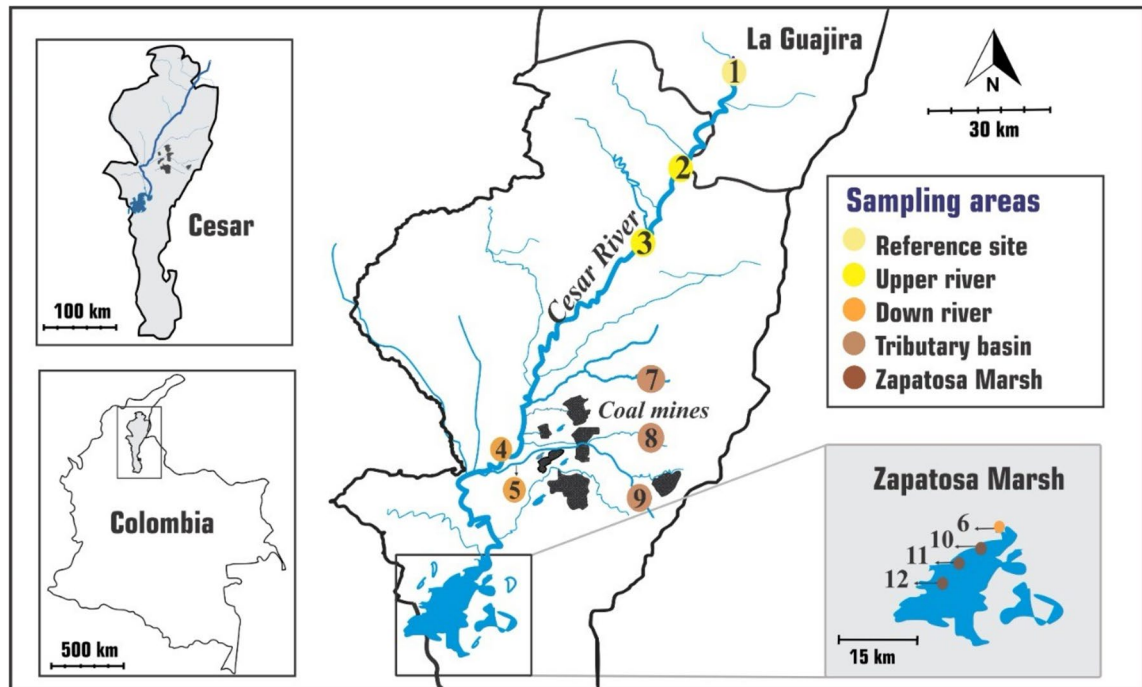 Cesar
100 km
Colombia
500 km
La Guajira
1
2
3
Cesar River
7
Coal mines
8
4
5
9
N
30 km
Sampling areas
Reference site
Upper river
Down river
Tributary basin
Zapatosa Marsh
Zapatosa Marsh
6
10
11
12
15 km